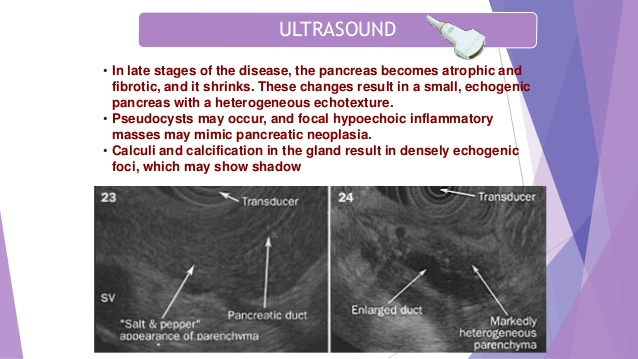 ULTRASOUND
• In late stages of the disease, the pancreas becomes atrophic and
fibrotic, and it shrinks. These changes result in a small, echogenic
pancreas with a heterogeneous echotexture.
• Pseudocysts may occur, and focal hypoechoic inflammatory
masses may mimic pancreatic neoplasia.
• Calculi and calcification in the gland result in densely echogenic
foci, which may show shadow
23
Transducer
SV
Pancreatic duct
"Salt & pepper"
appearance of parenchyma
24
Transducer
Enlarged duct
Markedly
heterogeneous
parenchyma